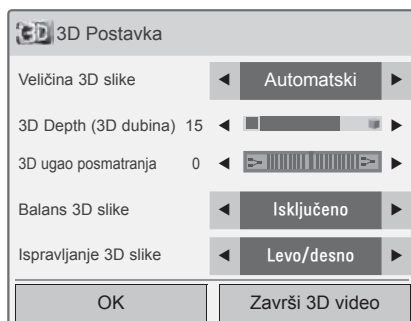 3D 3D Postavka
Veličina 3D slike ◄ Automatski ►
3D Depth (3D dubina) 15 ◄ ►
3D ugao posmatranja 0 ◄ ►
Balans 3D slike ◄ Isključeno ►
Ispravljanje 3D slike ◄ Levo/desno ►
OK Završi 3D video